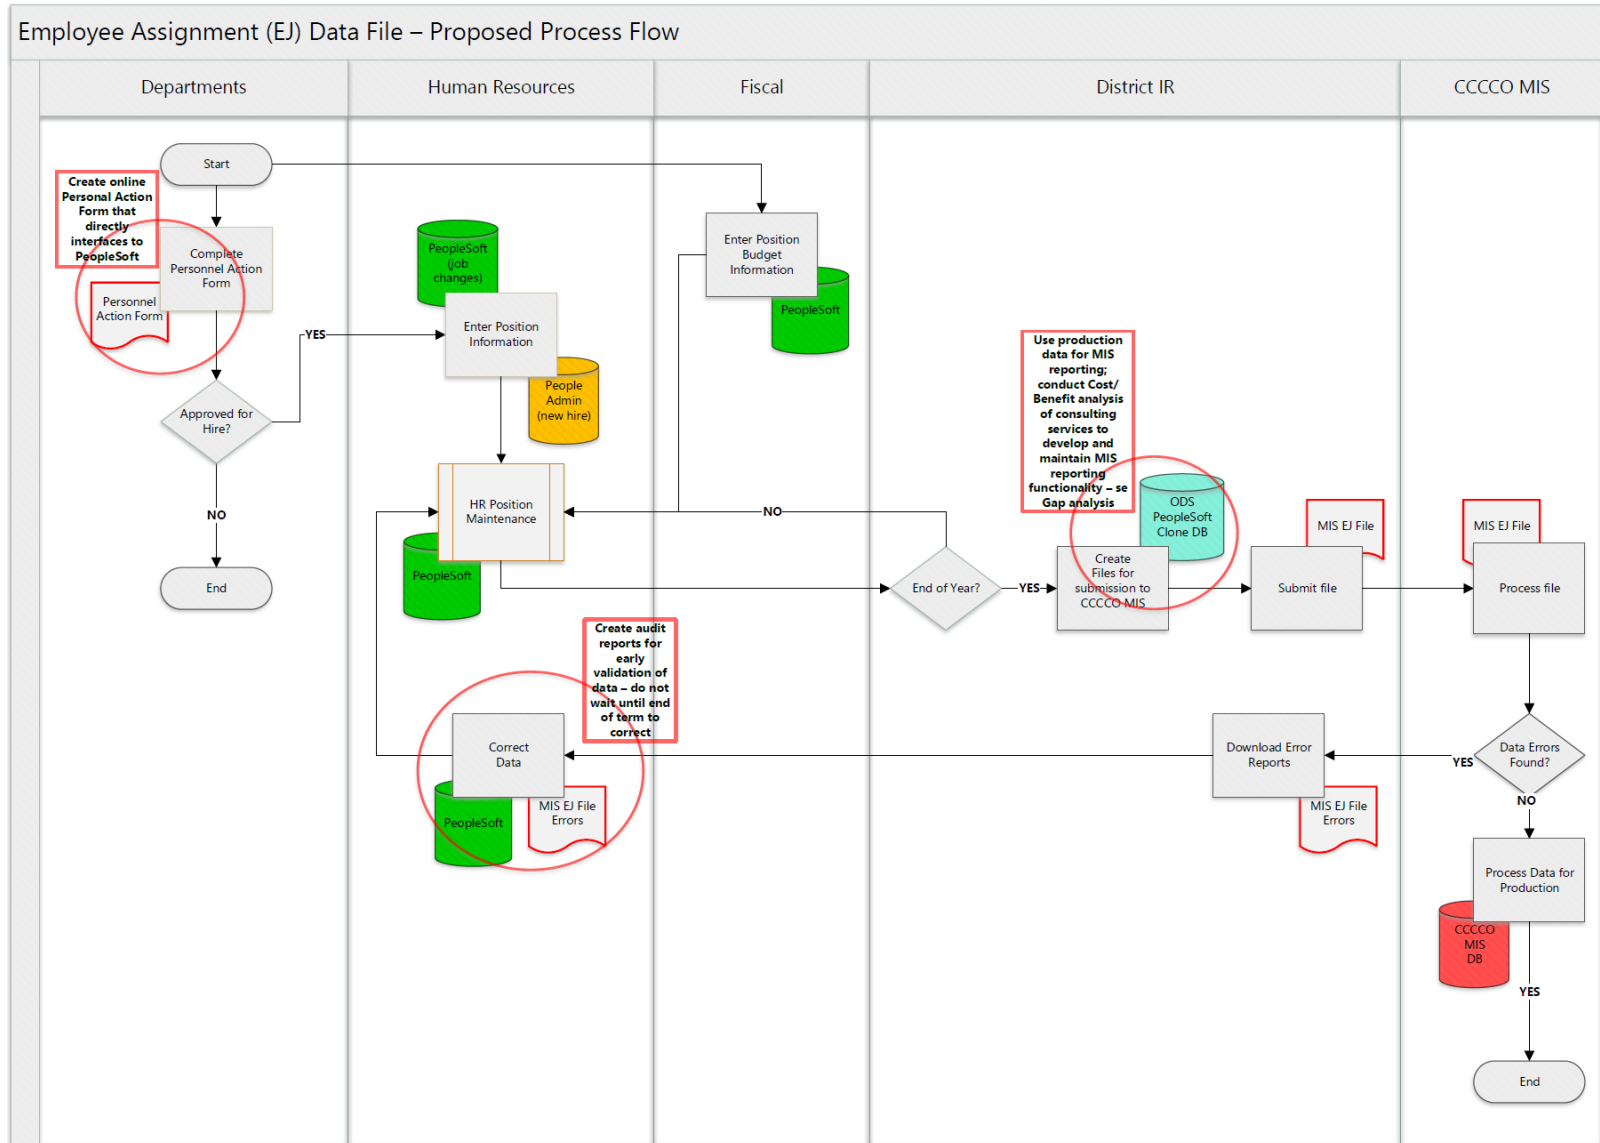 Employee Assignment (EJ) Data File – Proposed Process Flow
Departments
Human Resources
Fiscal
District IR
CCCCO MIS
Start
Create online
Personal Action
Form that
directly
interfaces to
PeopleSoft
Complete
Personnel Action
Form
Personnel
Action Form
Approved for
Hire?
YES
NO
End
PeopleSoft
(job
changes)
Enter Position
Information
People
Admin
(new hire)
HR Position
Maintenance
PeopleSoft
Create audit
reports for
early
validation of
data – do not
wait until end
of term to
correct
Correct
Data
PeopleSoft
MIS EJ File
Errors
Enter Position
Budget
Information
PeopleSoft
NO
End of Year?
YES
Use production
data for MIS
reporting;
conduct Cost/
Benefit analysis
of consulting
services to
develop and
maintain MIS
reporting
functionality – se
Gap analysis
ODS
PeopleSoft
Clone DB
Create
Files for
submission to
CCCCO MIS
MIS EJ File
Submit file
Download Error
Reports
MIS EJ File
Errors
MIS EJ File
Process file
Data Errors
Found?
YES
NO
Process Data for
Production
CCCCO
MIS
DB
YES
End